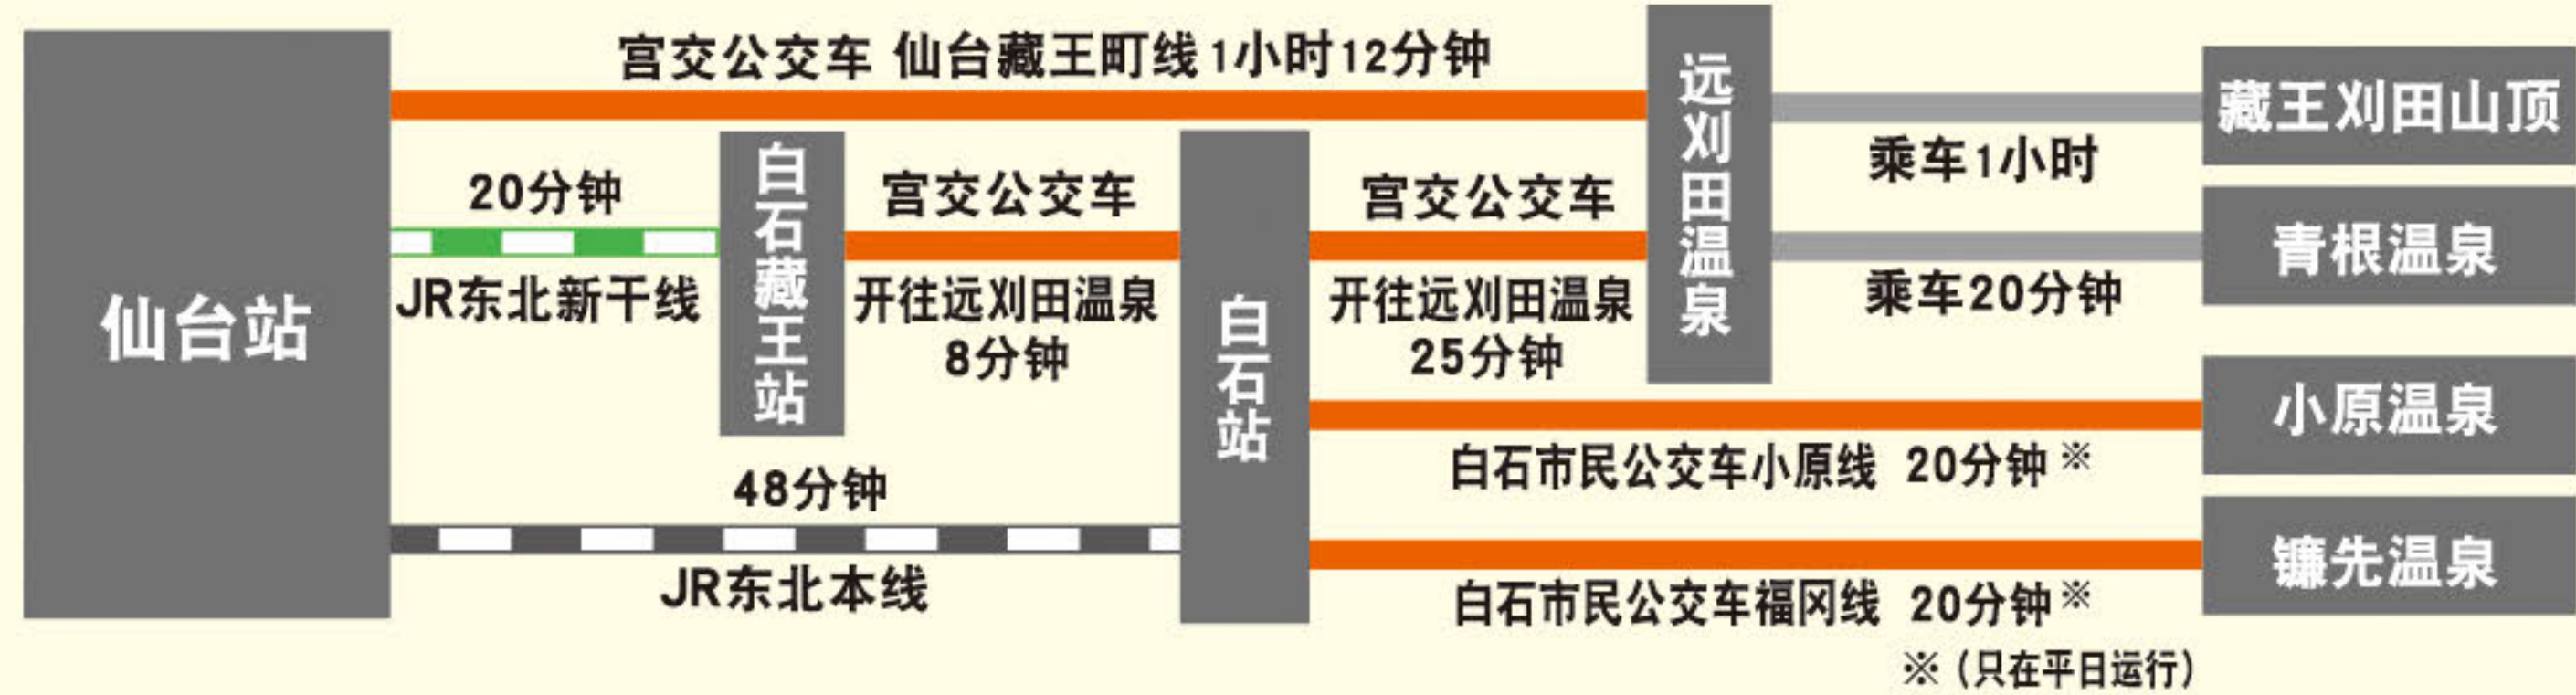 仙台站
宫交公交车 仙台藏王町线 1小时12分钟
20分钟
JR东北新干线
白石藏王站
宫交公交车
开往远刈田温泉
8分钟
48分钟
JR东北本线
白石站
宫交公交车
开往远刈田温泉
25分钟
远刈田温泉
乘车1小时
藏王刈田山顶
乘车20分钟
青根温泉
白石市民公交车小原线 20分钟※
小原温泉
白石市民公交车福冈线 20分钟※
镰先温泉
※(只在平日运行)